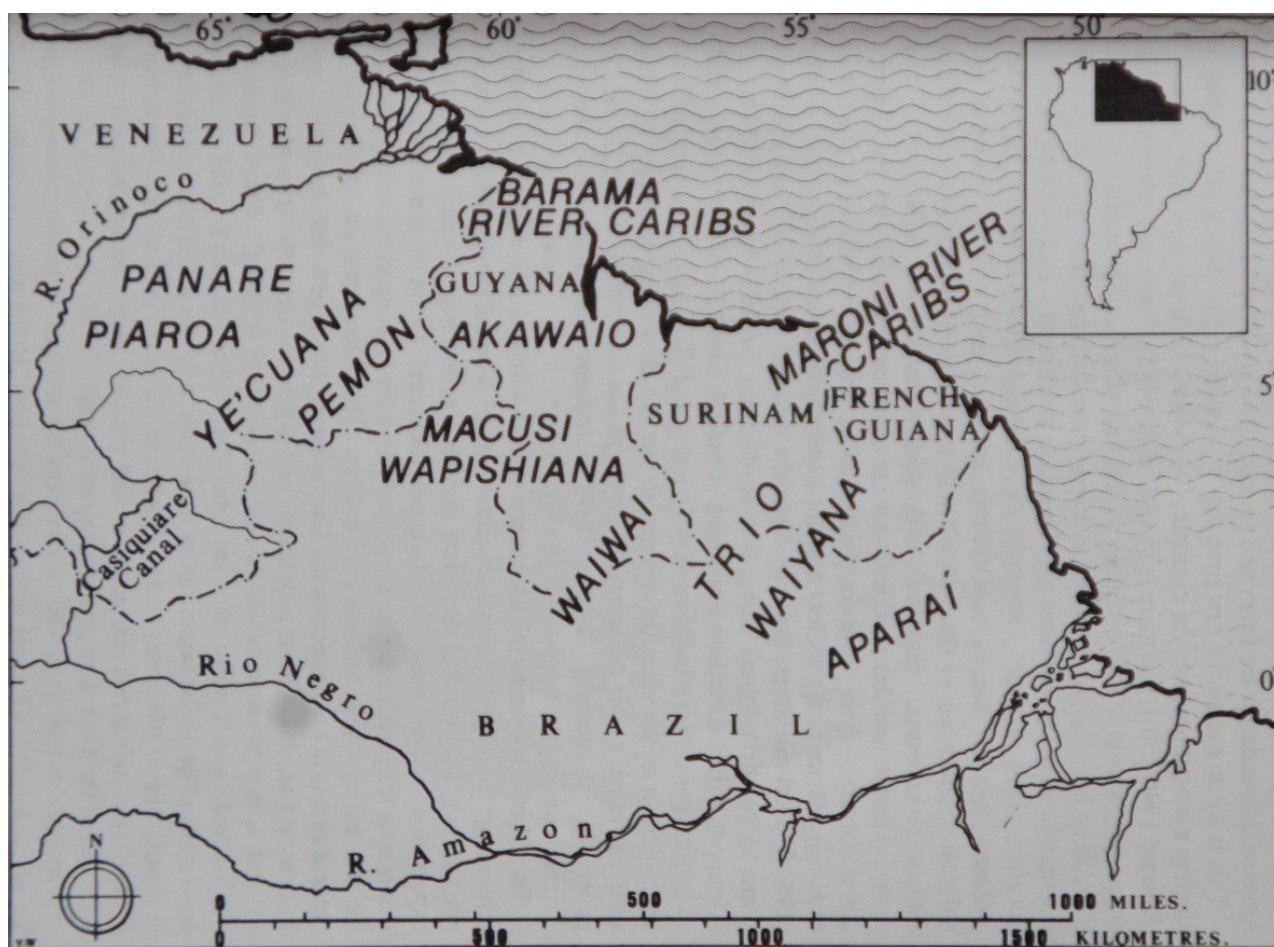 65°
60°
55°
50°
10°
VENEZUELA
R. Orinoco
BARAMA
RIVER CARIBS
PANARE
PIAROA
GUYANA
AKAWAIO
YE'CUANA
PEMON
MARONI RIVER
CARIBS
5°
SURINAM
FRENCH
GUIANA
MACUSI
WAPISHIANA
Casiquiare
Canal
WAIWAI
TRIO
WAIYANA
APARAI
Rio Negro
0°
BRAZIL
R. Amazon
N
0 500 1000 MILES.
0 500 1000 1500 KILOMETRES.